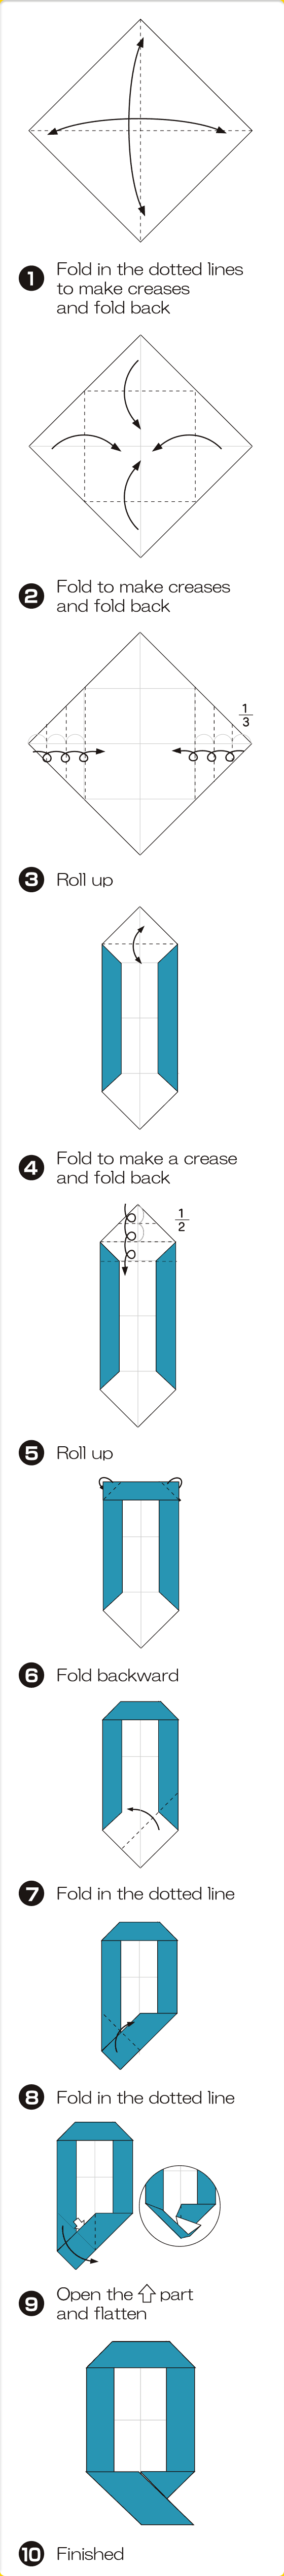 1 Fold in the dotted lines
to make creases
and fold back
2 Fold to make creases
and fold back
1/3
3 Roll up
4 Fold to make a crease
and fold back
1/2
5 Roll up
6 Fold backward
7 Fold in the dotted line
8 Fold in the dotted line
9 Open the ⇧ part
and flatten
10 Finished